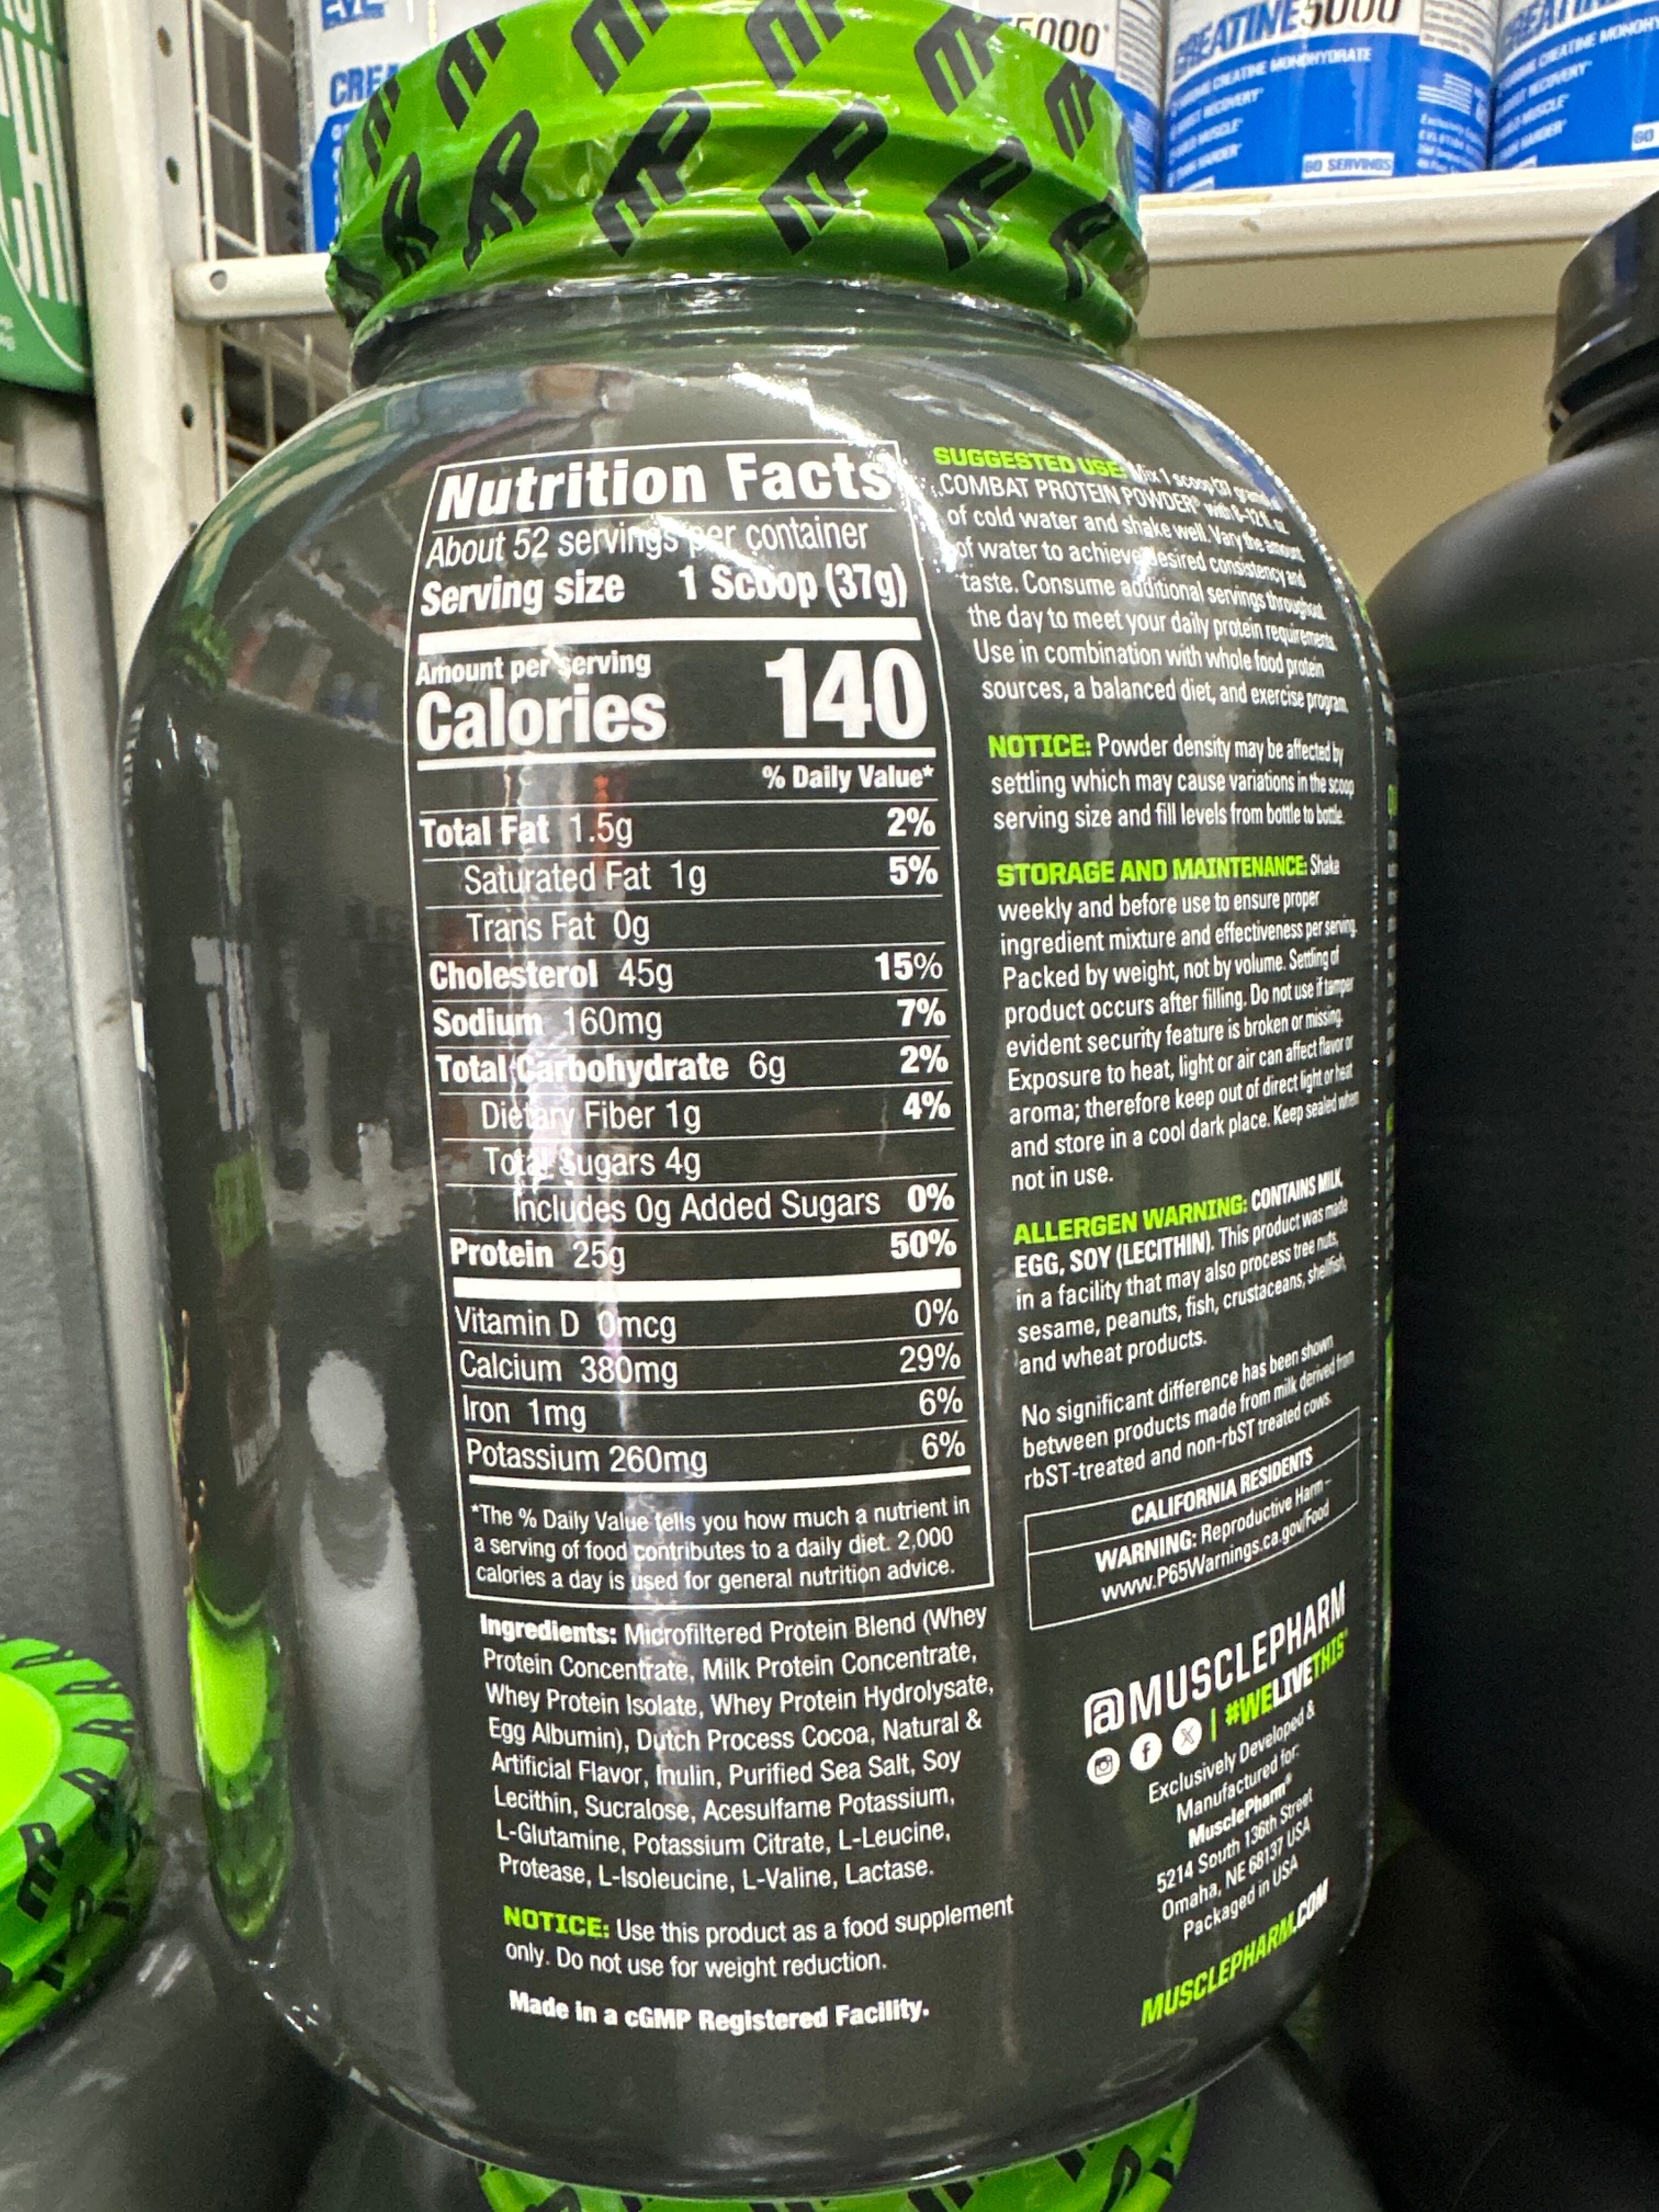 5000
CREATINE5000
CREATINE MONOHYDRATE
60 SERVINGS
Nutrition Facts
About 52 servings per container
Serving size 1 Scoop (37g)
Amount per serving
Calories 140
% Daily Value*
Total Fat 1.5g 2%
Saturated Fat 1g 5%
Trans Fat 0g
Cholesterol 45g 15%
Sodium 160mg 7%
Total Carbohydrate 6g 2%
Dietary Fiber 1g 4%
Total Sugars 4g
Includes 0g Added Sugars 0%
Protein 25g 50%
Vitamin D 0mcg 0%
Calcium 380mg 29%
Iron 1mg 6%
Potassium 260mg 6%
*The % Daily Value tells you how much a nutrient in
a serving of food contributes to a daily diet. 2,000
calories a day is used for general nutrition advice.
Ingredients: Microfiltered Protein Blend (Whey
Protein Concentrate, Milk Protein Concentrate,
Whey Protein Isolate, Whey Protein Hydrolysate,
Egg Albumin), Dutch Process Cocoa, Natural &
Artificial Flavor, Inulin, Purified Sea Salt, Soy
Lecithin, Sucralose, Acesulfame Potassium,
L-Glutamine, Potassium Citrate, L-Leucine,
Protease, L-Isoleucine, L-Valine, Lactase.
NOTICE: Use this product as a food supplement
only. Do not use for weight reduction.
Made in a cGMP Registered Facility.
SUGGESTED USE: Mix 1 scoop (37 grams) of
COMBAT PROTEIN POWDER® with 8-12 fl. oz.
of cold water and shake well. Vary the amount
of water to achieve desired consistency and
taste. Consume additional servings throughout
the day to meet your daily protein requirements.
Use in combination with whole food protein
sources, a balanced diet, and exercise program.
NOTICE: Powder density may be affected by
settling which may cause variations in the scoop
serving size and fill levels from bottle to bottle.
STORAGE AND MAINTENANCE: Shake
weekly and before use to ensure proper
ingredient mixture and effectiveness per serving.
Packed by weight, not by volume. Settling of
product occurs after filling. Do not use if tamper
evident security feature is broken or missing.
Exposure to heat, light or air can affect flavor or
aroma; therefore keep out of direct light or heat
and store in a cool dark place. Keep sealed when
not in use.
ALLERGEN WARNING: CONTAINS MILK,
EGG, SOY (LECITHIN). This product was made
in a facility that may also process tree nuts,
sesame, peanuts, fish, crustaceans, shellfish,
and wheat products.
No significant difference has been shown
between products made from milk derived from
rbST-treated and non-rbST treated cows.
CALIFORNIA RESIDENTS
WARNING: Reproductive Harm –
www.P65Warnings.ca.gov/Food
@MUSCLEPHARM
| #WELIVETHIS®
Exclusively Developed &
Manufactured for:
MusclePharm®
5214 South 136th Street
Omaha, NE 68137 USA
Packaged in USA
MUSCLEPHARM.COM